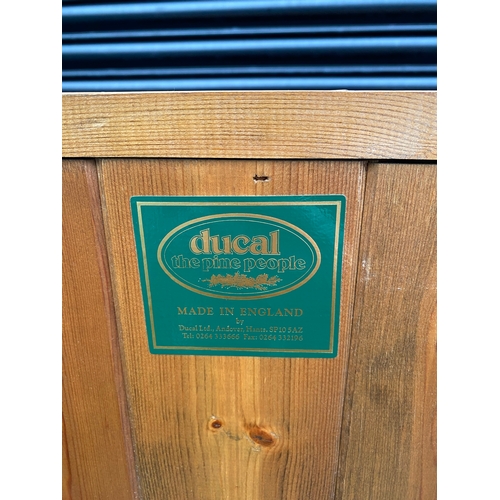 ducal
the pine people
MADE IN ENGLAND
by
Ducal Ltd., Andover, Hants. SP10 5AZ
Tel: 0264 333666 Fax: 0264 332196